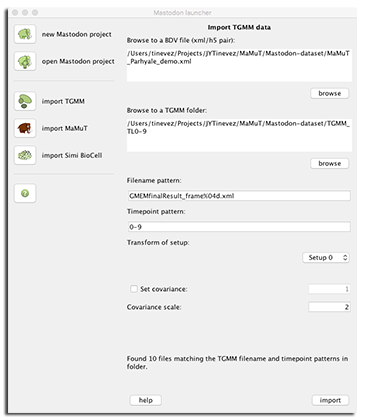 Mastodon launcher
new Mastodon project
open Mastodon project
import TGMM
import MaMuT
import Simi BioCell
?
Import TGMM data
Browse to a BDV file (xml/h5 pair):
/Users/tinevez/Projects/JYTinevez/MaMuT/Mastodon-dataset/MaMuT
_Parhyale_demo.xml
browse
Browse to a TGMM folder:
/Users/tinevez/Projects/JYTinevez/MaMuT/Mastodon-dataset/TGMM_
TL0-9
browse
Filename pattern:
GMEMfinalResult_frame%04d.xml
Timepoint pattern:
0-9
Transform of setup:
Setup 0
Set covariance:
1
Covariance scale:
2
Found 10 files matching the TGMM filename and timepoint patterns in
folder.
help
import